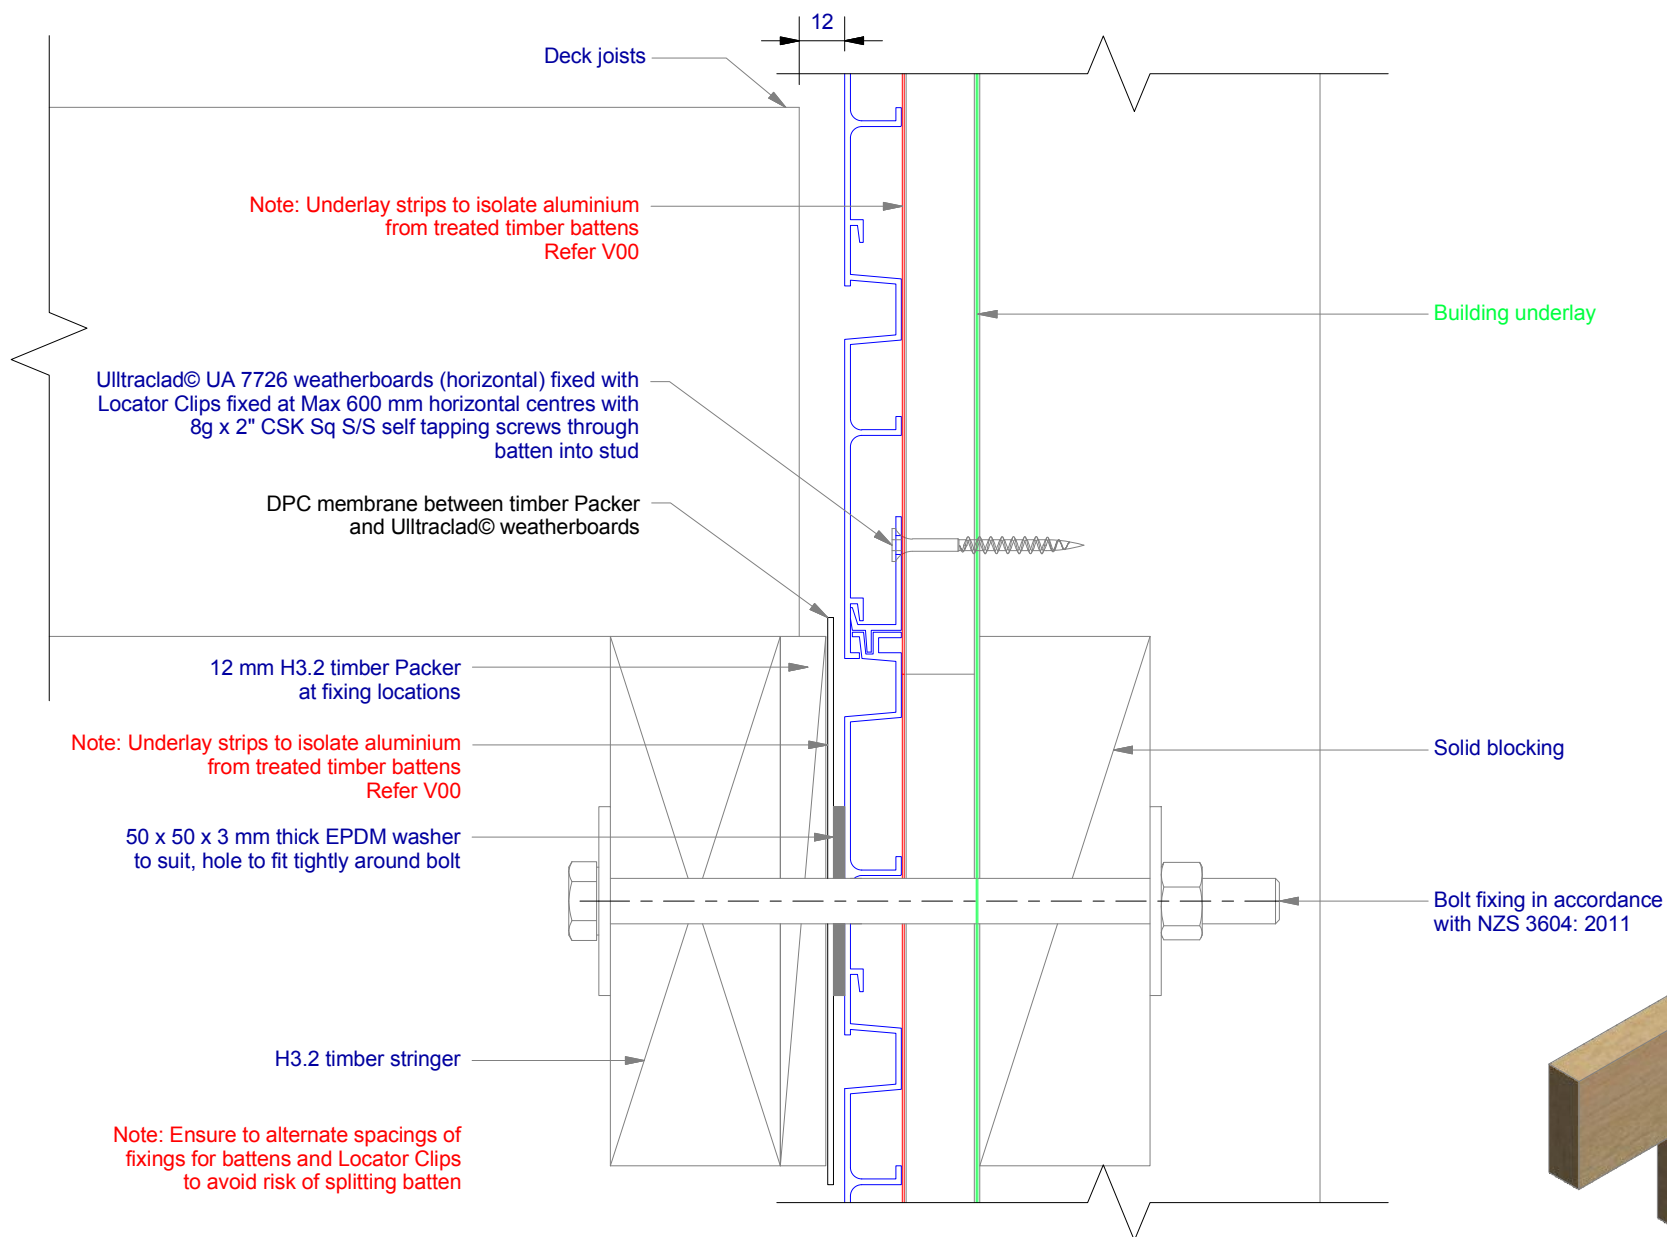 12
Deck joists
Note: Underlay strips to isolate aluminium
from treated timber battens
Refer V00
Building underlay
Ulltraclad© UA 7726 weatherboards (horizontal) fixed with
Locator Clips fixed at Max 600 mm horizontal centres with
8g x 2" CSK Sq S/S self tapping screws through
batten into stud
DPC membrane between timber Packer
and Ulltraclad© weatherboards
12 mm H3.2 timber Packer
at fixing locations
Note: Underlay strips to isolate aluminium
from treated timber battens
Refer V00
Solid blocking
50 x 50 x 3 mm thick EPDM washer
to suit, hole to fit tightly around bolt
Bolt fixing in accordance
with NZS 3604: 2011
H3.2 timber stringer
Note: Ensure to alternate spacings of
fixings for battens and Locator Clips
to avoid risk of splitting batten